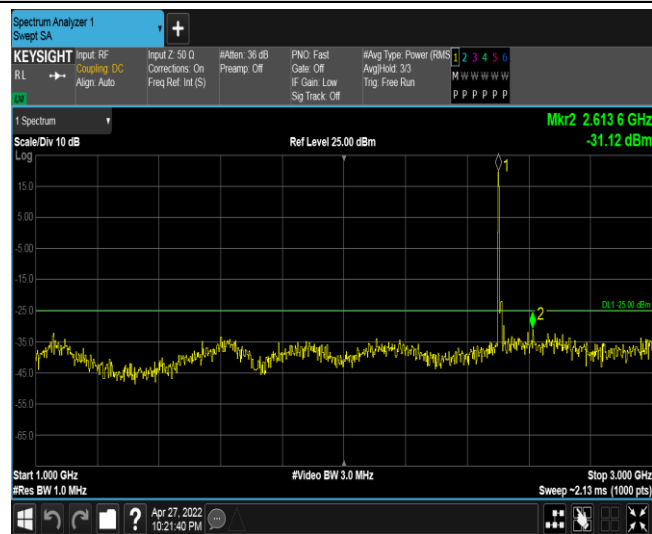 Spectrum Analyzer 1
Swept SA
+
KEYSIGHT Input: RF
RL
Coupling: DC
Align: Auto
Input Z: 50 Ω
Corrections: On
Freq Ref: Int (S)
#Atten: 36 dB
Preamp: Off
PNO: Fast
Gate: Off
IF Gain: Low
Sig Track: Off
#Avg Type: Power (RMS
Avg|Hold: 3/3
Trig: Free Run
1 2 3 4 5 6
M W W W W W
P P P P P P
1 Spectrum
Scale/Div 10 dB
Ref Level 25.00 dBm
Mkr2 2.613 6 GHz
-31.12 dBm
Log
15.0
5.00
-5.00
-15.0
-25.0
-35.0
-45.0
-55.0
-65.0
1
2
DL1 -25.00 dBm
Start 1.000 GHz
#Res BW 1.0 MHz
#Video BW 3.0 MHz
Stop 3.000 GHz
Sweep ~2.13 ms (1000 pts)
?
Apr 27, 2022
10:21:40 PM